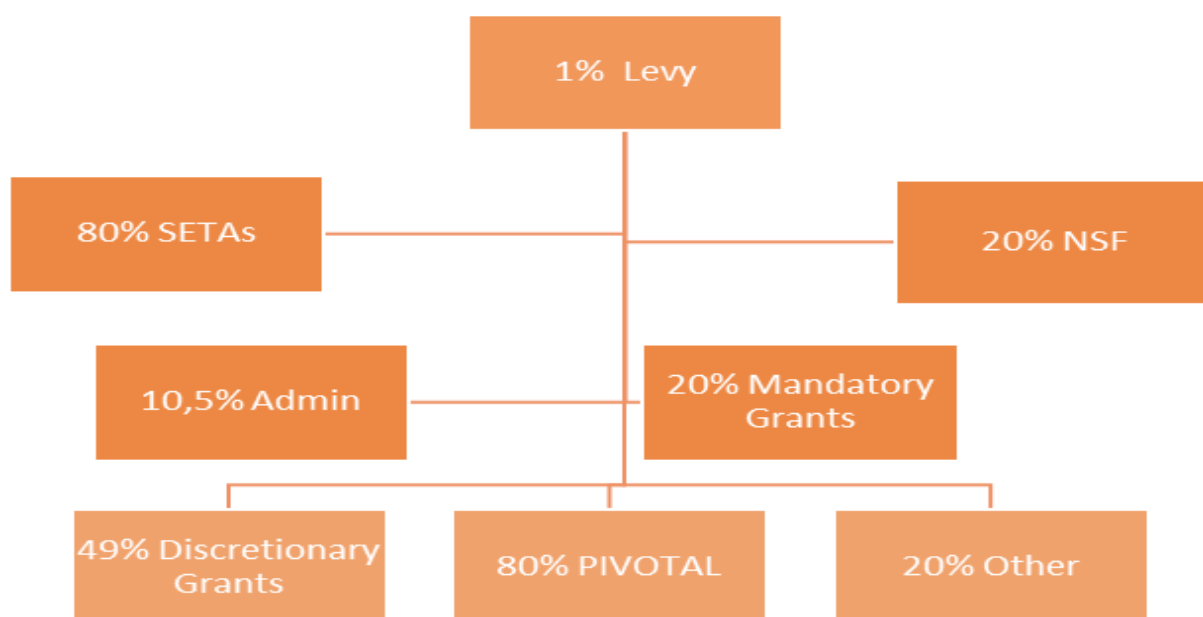 1% Levy
80% SETAs
20% NSF
10,5% Admin
20% Mandatory
Grants
49% Discretionary
Grants
80% PIVOTAL
20% Other